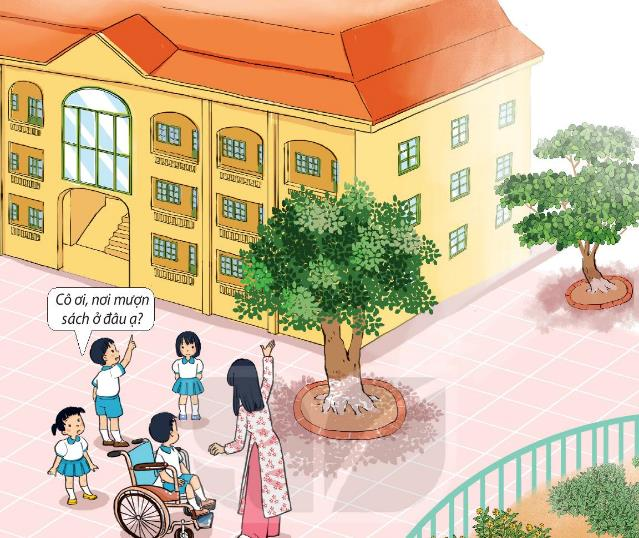 Cô ơi, nơi mượn
sách ở đâu ạ?